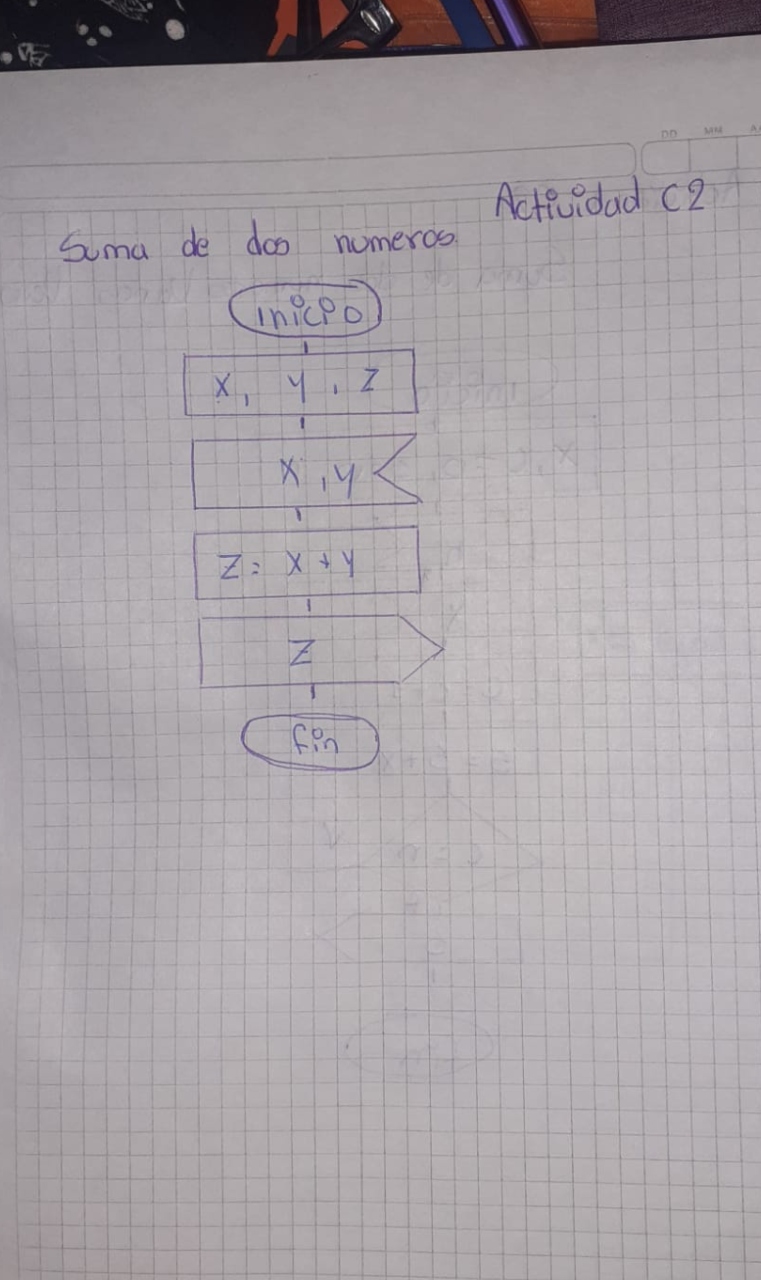 DD MM
Actividad C2
Suma de dos numeros.
inicio
X, Y, Z
X, Y
Z = X + Y
Z
fin